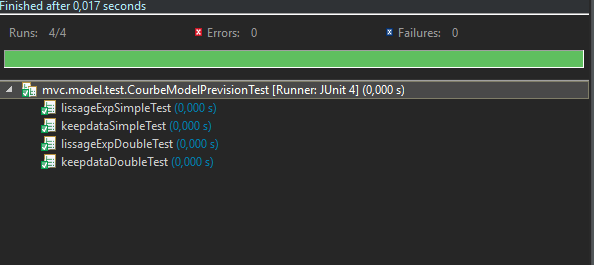 Finished after 0,017 seconds
Runs: 4/4 Errors: 0 Failures: 0
mvc.model.test.CourbeModelPrevisionTest [Runner: JUnit 4] (0,000 s)
lissageExpSimpleTest (0,000 s)
keepdataSimpleTest (0,000 s)
lissageExpDoubleTest (0,000 s)
keepdataDoubleTest (0,000 s)